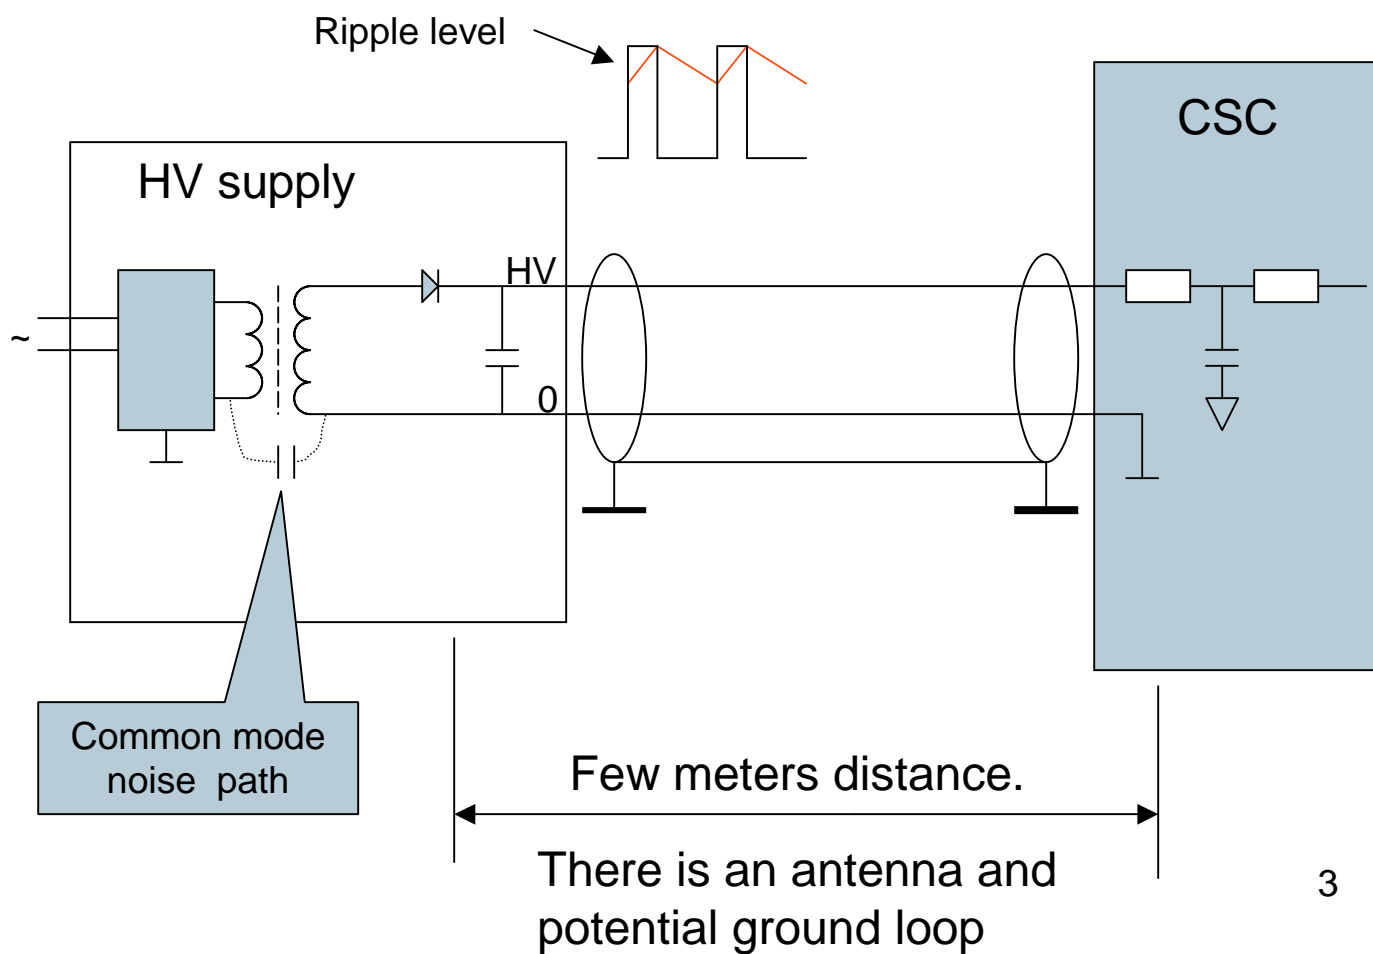 Ripple level
CSC
HV supply
HV
~
0
Common mode
noise path
Few meters distance.
There is an antenna and
potential ground loop
3